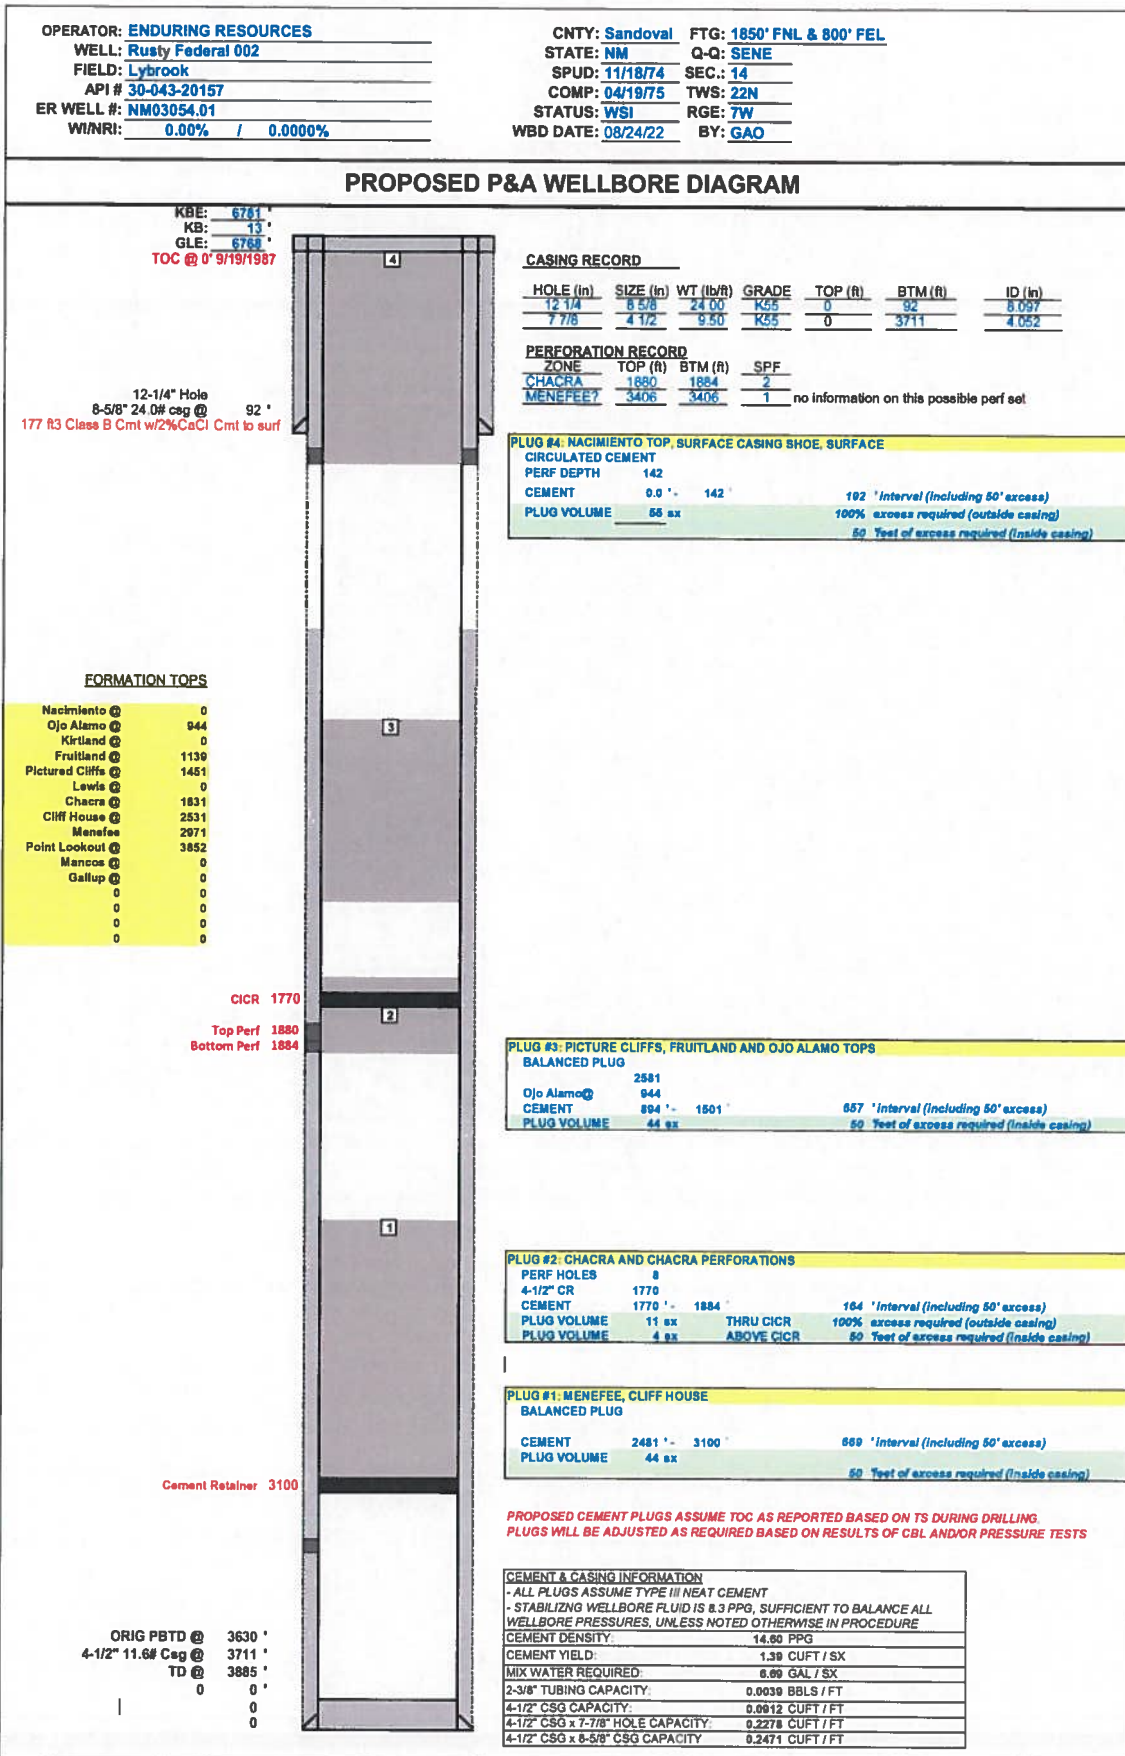 OPERATOR: ENDURING RESOURCES
WELL: Rusty Federal 002
FIELD: Lybrook
API # 30-043-20157
ER WELL #: NM03054.01
WI/NRI: 0.00% / 0.0000%
CNTY: Sandoval FTG: 1850' FNL & 800' FEL
STATE: NM Q-Q: SENE
SPUD: 11/18/74 SEC.: 14
COMP: 04/19/75 TWS: 22N
STATUS: WSI RGE: 7W
WBD DATE: 08/24/22 BY: GAO
PROPOSED P&A WELLBORE DIAGRAM
KBE: 6781 '
KB: 13 '
GLE: 6768 '
TOC @ 0' 9/19/1987
4
CASING RECORD
HOLE (in) SIZE (in) WT (lb/ft) GRADE TOP (ft) BTM (ft) ID (in)
12 1/4 8 5/8 24.00 K55 0 92 8.097
7 7/8 4 1/2 9.50 K55 0 3711 4.052
PERFORATION RECORD
ZONE TOP (ft) BTM (ft) SPF
CHACRA 1880 1884 2
MENEFEE? 3406 3406 1 no information on this possible perf set
12-1/4" Hole
8-5/8" 24.0# csg @ 92 '
177 ft3 Class B Cmt w/2%CaCl Cmt to surf
PLUG #4: NACIMIENTO TOP, SURFACE CASING SHOE, SURFACE
CIRCULATED CEMENT
PERF DEPTH 142
CEMENT 0.0 '- 142 ' 192 ' interval (including 50' excess)
PLUG VOLUME 55 sx 100% excess required (outside casing)
50 feet of excess required (inside casing)
FORMATION TOPS
Nacimiento @ 0
Ojo Alamo @ 944
Kirtland @ 0
Fruitland @ 1139
Pictured Cliffs @ 1451
Lewis @ 0
Chacra @ 1831
Cliff House @ 2531
Menefee 2971
Point Lookout @ 3852
Mancos @ 0
Gallup @ 0
0 0
0 0
0 0
0 0
3
CICR 1770
2
Top Perf 1880
Bottom Perf 1884
PLUG #3: PICTURE CLIFFS, FRUITLAND AND OJO ALAMO TOPS
BALANCED PLUG
2581
Ojo Alamo@ 944
CEMENT 894 '- 1501 ' 657 ' interval (including 50' excess)
PLUG VOLUME 44 sx 50 feet of excess required (inside casing)
1
PLUG #2: CHACRA AND CHACRA PERFORATIONS
PERF HOLES 8
4-1/2" CR 1770
CEMENT 1770 '- 1884 ' 164 ' interval (including 50' excess)
PLUG VOLUME 11 sx THRU CICR 100% excess required (outside casing)
PLUG VOLUME 4 sx ABOVE CICR 50 feet of excess required (inside casing)
PLUG #1: MENEFEE, CLIFF HOUSE
BALANCED PLUG
CEMENT 2481 '- 3100 ' 669 ' interval (including 50' excess)
PLUG VOLUME 44 sx
50 feet of excess required (inside casing)
Cement Retainer 3100
PROPOSED CEMENT PLUGS ASSUME TOC AS REPORTED BASED ON TS DURING DRILLING.
PLUGS WILL BE ADJUSTED AS REQUIRED BASED ON RESULTS OF CBL AND/OR PRESSURE TESTS
CEMENT & CASING INFORMATION
- ALL PLUGS ASSUME TYPE III NEAT CEMENT
- STABILIZNG WELLBORE FLUID IS 8.3 PPG, SUFFICIENT TO BALANCE ALL
WELLBORE PRESSURES, UNLESS NOTED OTHERWISE IN PROCEDURE
CEMENT DENSITY: 14.60 PPG
CEMENT YIELD: 1.39 CUFT / SX
MIX WATER REQUIRED: 6.69 GAL / SX
2-3/8" TUBING CAPACITY: 0.0039 BBLS / FT
4-1/2" CSG CAPACITY: 0.0912 CUFT / FT
4-1/2" CSG x 7-7/8" HOLE CAPACITY: 0.2278 CUFT / FT
4-1/2" CSG x 8-5/8" CSG CAPACITY 0.2471 CUFT / FT
ORIG PBTD @ 3630 '
4-1/2" 11.6# Csg @ 3711 '
TD @ 3885 '
0 0 '
0
0